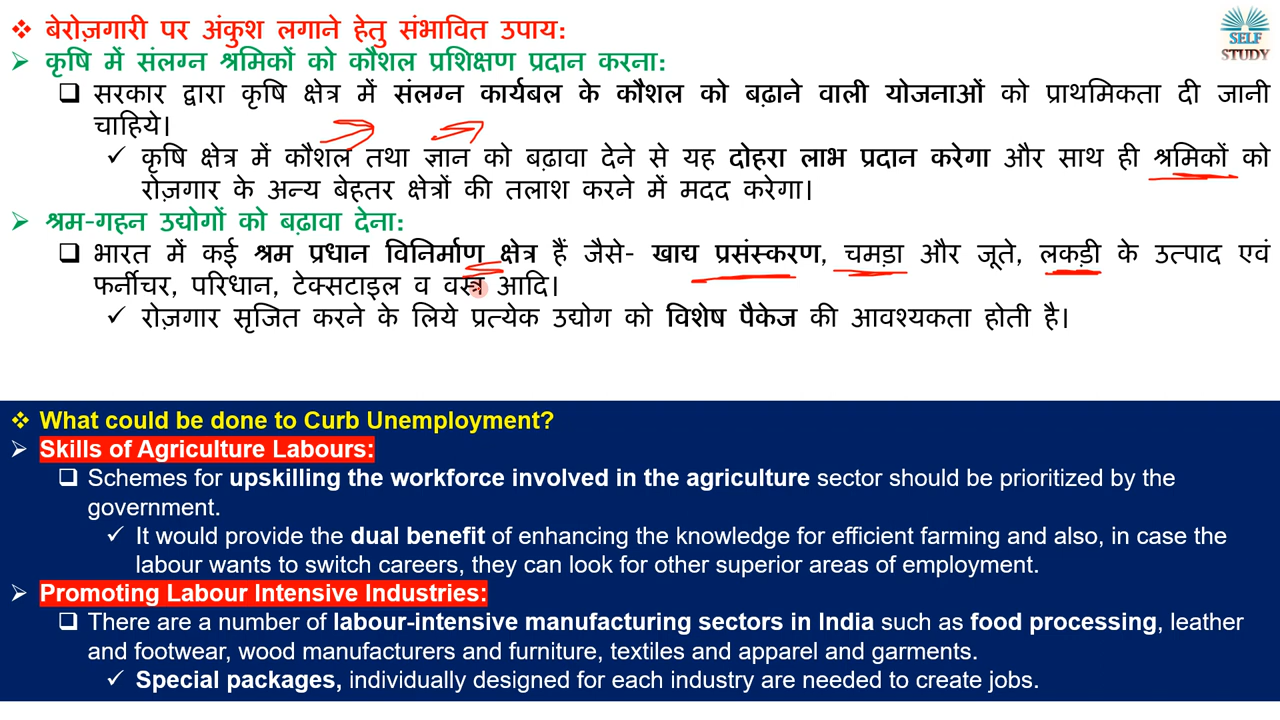 ❖ बेरोज़गारी पर अंकुश लगाने हेतु संभावित उपाय:
SELF
STUDY
➢ कृषि में संलग्न श्रमिकों को कौशल प्रशिक्षण प्रदान करना:
❑ सरकार द्वारा कृषि क्षेत्र में संलग्न कार्यबल के कौशल को बढ़ाने वाली योजनाओं को प्राथमिकता दी जानी
चाहिये।
✓ कृषि क्षेत्र में कौशल तथा ज्ञान को बढ़ावा देने से यह दोहरा लाभ प्रदान करेगा और साथ ही श्रमिकों को
रोज़गार के अन्य बेहतर क्षेत्रों की तलाश करने में मदद करेगा।
➢ श्रम-गहन उद्योगों को बढ़ावा देना:
❑ भारत में कई श्रम प्रधान विनिर्माण क्षेत्र हैं जैसे- खाद्य प्रसंस्करण, चमड़ा और जूते, लकड़ी के उत्पाद एवं
फर्नीचर, परिधान, टेक्सटाइल व वस्त्र आदि।
✓ रोज़गार सृजित करने के लिये प्रत्येक उद्योग को विशेष पैकेज की आवश्यकता होती है।
❖ What could be done to Curb Unemployment?
➢ Skills of Agriculture Labours:
❑ Schemes for upskilling the workforce involved in the agriculture sector should be prioritized by the
government.
✓ It would provide the dual benefit of enhancing the knowledge for efficient farming and also, in case the
labour wants to switch careers, they can look for other superior areas of employment.
➢ Promoting Labour Intensive Industries:
❑ There are a number of labour-intensive manufacturing sectors in India such as food processing, leather
and footwear, wood manufacturers and furniture, textiles and apparel and garments.
✓ Special packages, individually designed for each industry are needed to create jobs.